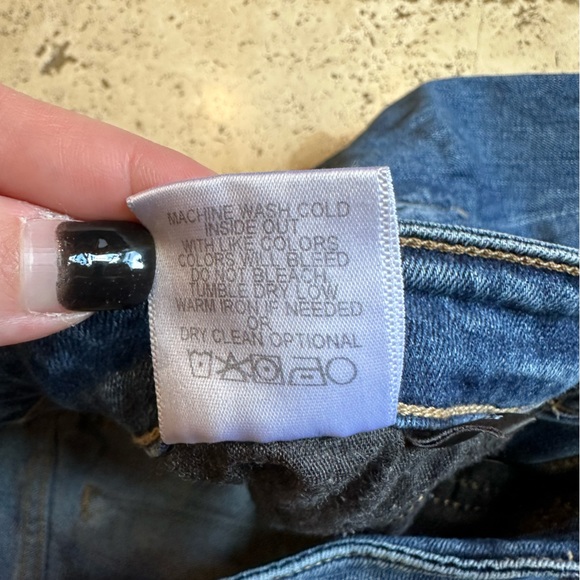 MACHINE WASH COLD
INSIDE OUT
WITH LIKE COLORS
COLORS WILL BLEED
DO NOT BLEACH
TUMBLE DRY LOW
WARM IRON IF NEEDED
OR
DRY CLEAN OPTIONAL